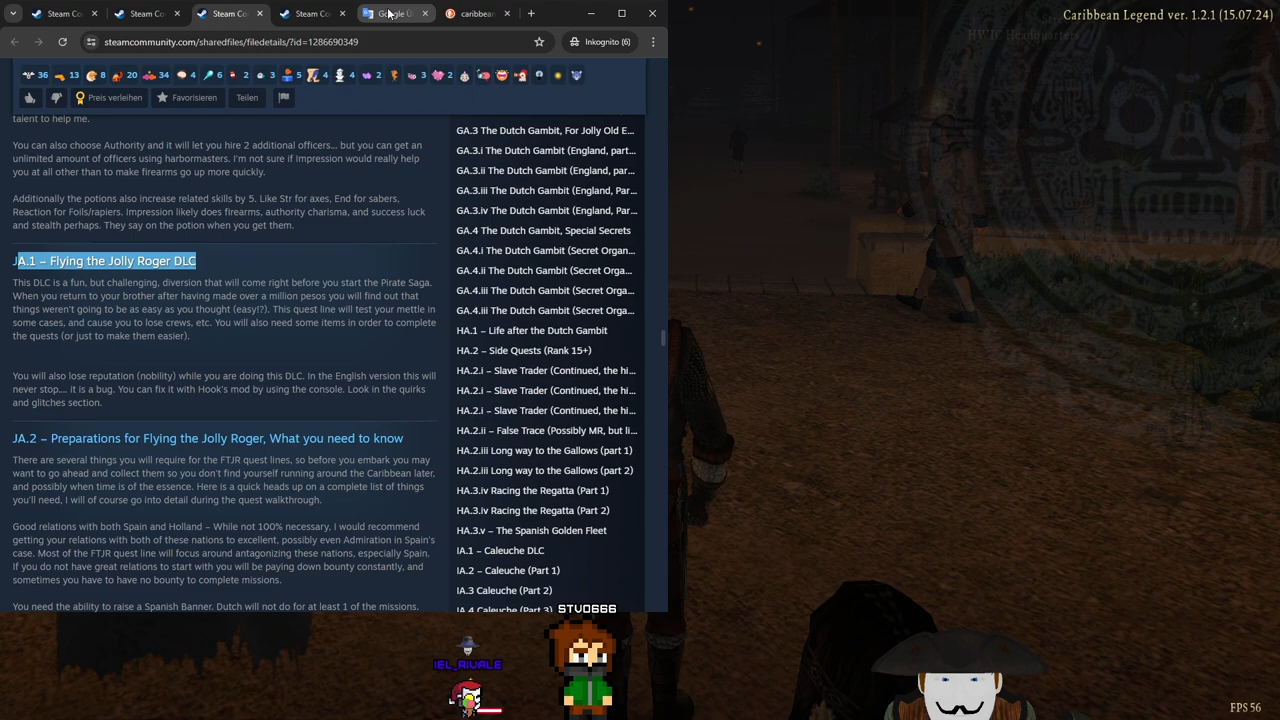 Steam Co
Steam Co
Steam Co
Steam Co
Google Ü
caribbean
steamcommunity.com/sharedfiles/filedetails/?id=1286690349
Inkognito (6)
36 13 8 20 34 4 6 2 3 5 4 4 2 3 2
Preis verleihen
Favorisieren
Teilen
talent to help me.
You can also choose Authority and it will let you hire 2 additional officers... but you can get an
unlimited amount of officers using harbormasters. I'm not sure if Impression would really help
you at all other than to make firearms go up more quickly.
Additionally the potions also increase related skills by 5. Like Str for axes, End for sabers,
Reaction for Foils/rapiers. Impression likely does firearms, authority charisma, and success luck
and stealth perhaps. They say on the potion when you get them.
JA.1 – Flying the Jolly Roger DLC
This DLC is a fun, but challenging, diversion that will come right before you start the Pirate Saga.
When you return to your brother after having made over a million pesos you will find out that
things weren't going to be as easy as you thought (easy!?). This quest line will test your mettle in
some cases, and cause you to lose crews, etc. You will also need some items in order to complete
the quests (or just to make them easier).
You will also lose reputation (nobility) while you are doing this DLC. In the English version this will
never stop.... it is a bug. You can fix it with Hook's mod by using the console. Look in the quirks
and glitches section.
JA.2 – Preparations for Flying the Jolly Roger, What you need to know
There are several things you will require for the FTJR quest lines, so before you embark you may
want to go ahead and collect them so you don't find yourself running around the Caribbean later,
and possibly when time is of the essence. Here is a quick heads up on a complete list of things
you'll need, I will of course go into detail during the quest walkthrough.
Good relations with both Spain and Holland – While not 100% necessary, I would recommend
getting your relations with both of these nations to excellent, possibly even Admiration in Spain's
case. Most of the FTJR quest line will focus around antagonizing these nations, especially Spain.
If you do not have great relations to start with you will be paying down bounty constantly, and
sometimes you have to have no bounty to complete missions.
You need the ability to raise a Spanish Banner. Dutch will not do for at least 1 of the missions.
GA.3 The Dutch Gambit, For Jolly Old E...
GA.3.i The Dutch Gambit (England, part...
GA.3.ii The Dutch Gambit (England, par...
GA.3.iii The Dutch Gambit (England, Par...
GA.3.iv The Dutch Gambit (England, Par...
GA.4 The Dutch Gambit, Special Secrets
GA.4.i The Dutch Gambit (Secret Organ...
GA.4.ii The Dutch Gambit (Secret Orga...
GA.4.iii The Dutch Gambit (Secret Orga...
GA.4.iii The Dutch Gambit (Secret Orga...
HA.1 – Life after the Dutch Gambit
HA.2 – Side Quests (Rank 15+)
HA.2.i – Slave Trader (Continued, the hi...
HA.2.i – Slave Trader (Continued, the hi...
HA.2.i – Slave Trader (Continued, the hi...
HA.2.ii – False Trace (Possibly MR, but li...
HA.2.iii Long way to the Gallows (part 1)
HA.2.iii Long way to the Gallows (part 2)
HA.3.iv Racing the Regatta (Part 1)
HA.3.iv Racing the Regatta (Part 2)
HA.3.v – The Spanish Golden Fleet
IA.1 – Caleuche DLC
IA.2 – Caleuche (Part 1)
IA.3 Caleuche (Part 2)
IA.4 Caleuche (Part 3)
Caribbean Legend ver. 1.2.1 (15.07.24)
HWIC Headquarters
STVD666
IEL_RIVALE
FPS 56